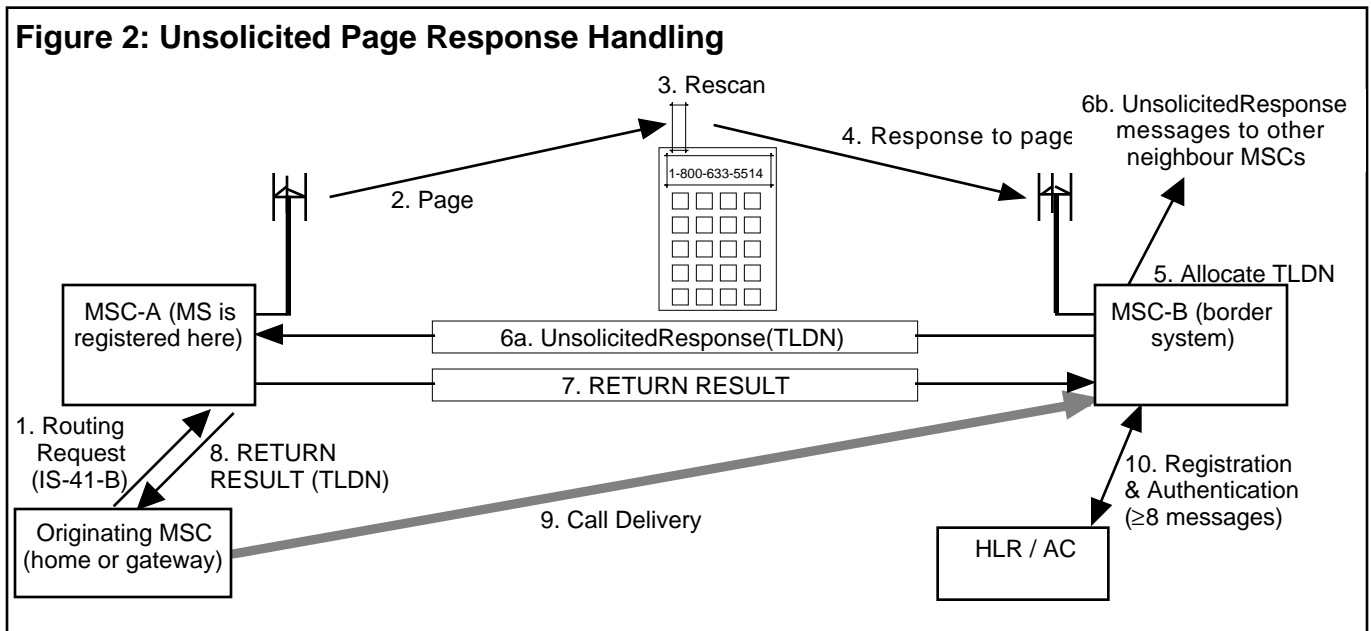 Figure 2: Unsolicited Page Response Handling
3. Rescan
6b. UnsolicitedResponse
messages to other
neighbour MSCs
4. Response to page
1-800-633-5514
2. Page
5. Allocate TLDN
MSC-A (MS is
registered here)
MSC-B (border
system)
6a. UnsolicitedResponse(TLDN)
7. RETURN RESULT
1. Routing
Request
(IS-41-B)
8. RETURN
RESULT (TLDN)
10. Registration
& Authentication
(≥8 messages)
9. Call Delivery
Originating MSC
(home or gateway)
HLR / AC